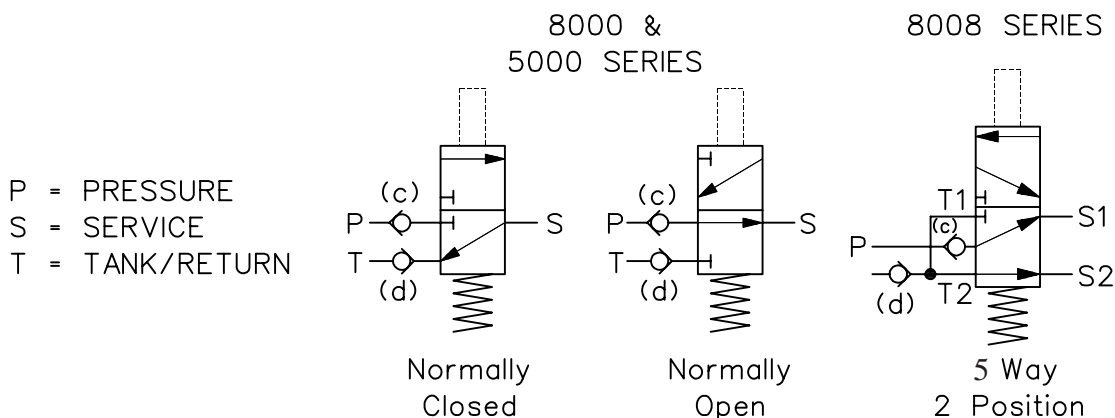 8000 &
5000 SERIES
8008 SERIES
P = PRESSURE
S = SERVICE
T = TANK/RETURN
(c)
P
S
T
(d)
Normally
Closed
(c)
P
S
T
(d)
Normally
Open
T1
S1
(c)
P
T2
S2
(d)
5 Way
2 Position